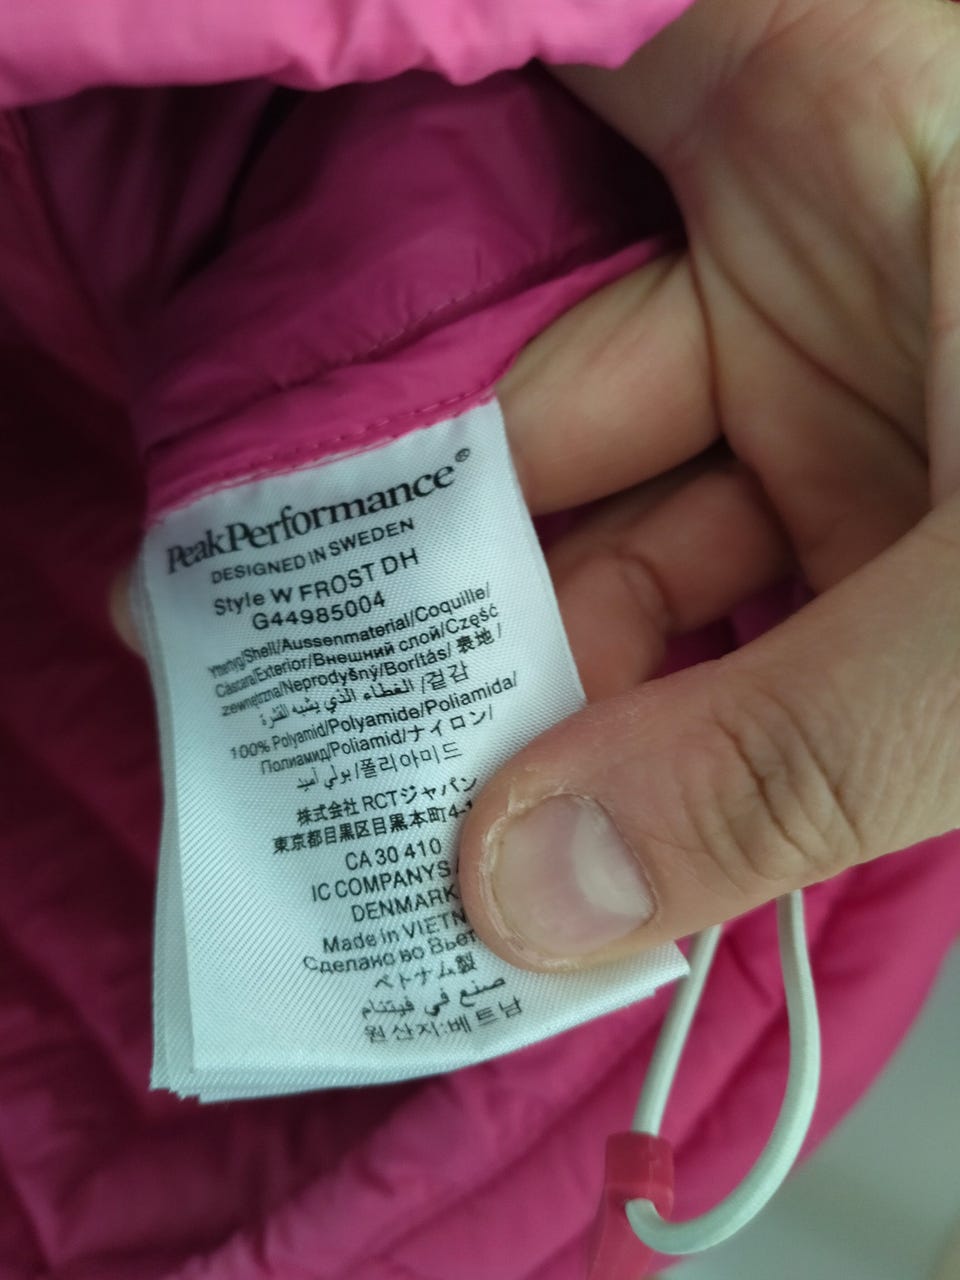 PeakPerformance®
DESIGNED IN SWEDEN
Style W FROST DH
G44985004
Yttertyg/Shell/Aussenmaterial/Coquille/
Cáscara/Exterior/Внешний слой/Część
zewnętrzna/Neprodyšný/Borítás/ 表地/
الغطاء الذي يشبه القشرة /겉감
100% Polyamid/Polyamide/Poliamida/
Полиамид/Poliamid/ナイロン/
بولي أميد /폴리아미드
株式会社 RCTジャパン
東京都目黒区目黒本町4-1
CA 30 410
IC COMPANYS
DENMARK
Made in
Сделано во
ベトナム製
صنع في فيتنام
원산지:베트남